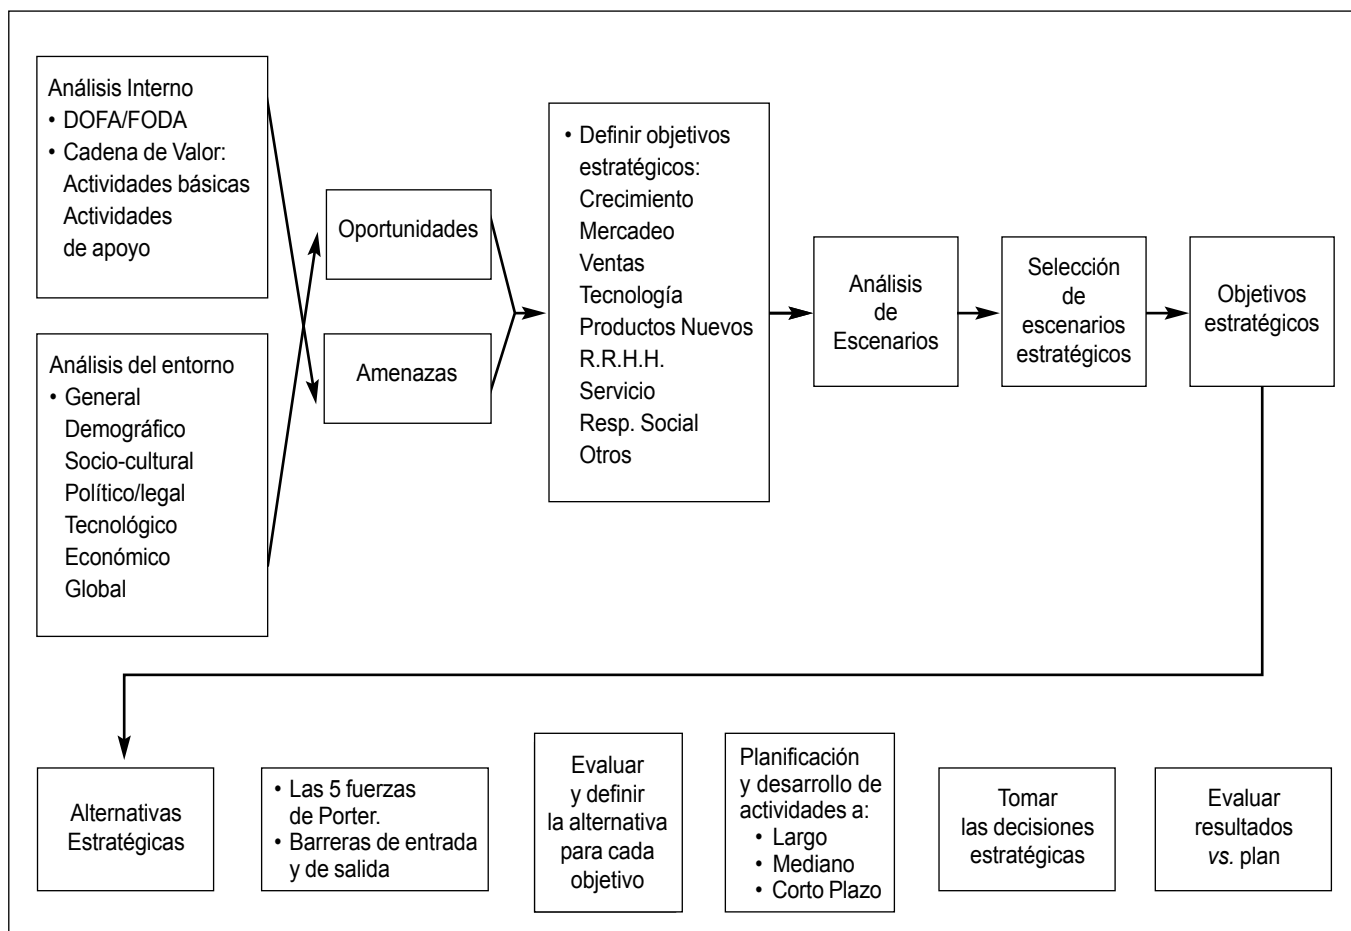 Análisis Interno
• DOFA/FODA
• Cadena de Valor:
Actividades básicas
Actividades
de apoyo
Análisis del entorno
• General
Demográfico
Socio-cultural
Político/legal
Tecnológico
Económico
Global
Oportunidades
Amenazas
• Definir objetivos
estratégicos:
Crecimiento
Mercadeo
Ventas
Tecnología
Productos Nuevos
R.R.H.H.
Servicio
Resp. Social
Otros
Análisis
de
Escenarios
Selección
de
escenarios
estratégicos
Objetivos
estratégicos
Alternativas
Estratégicas
• Las 5 fuerzas
de Porter.
• Barreras de entrada
y de salida
Evaluar
y definir
la alternativa
para cada
objetivo
Planificación
y desarrollo de
actividades a:
• Largo
• Mediano
• Corto Plazo
Tomar
las decisiones
estratégicas
Evaluar
resultados
vs. plan